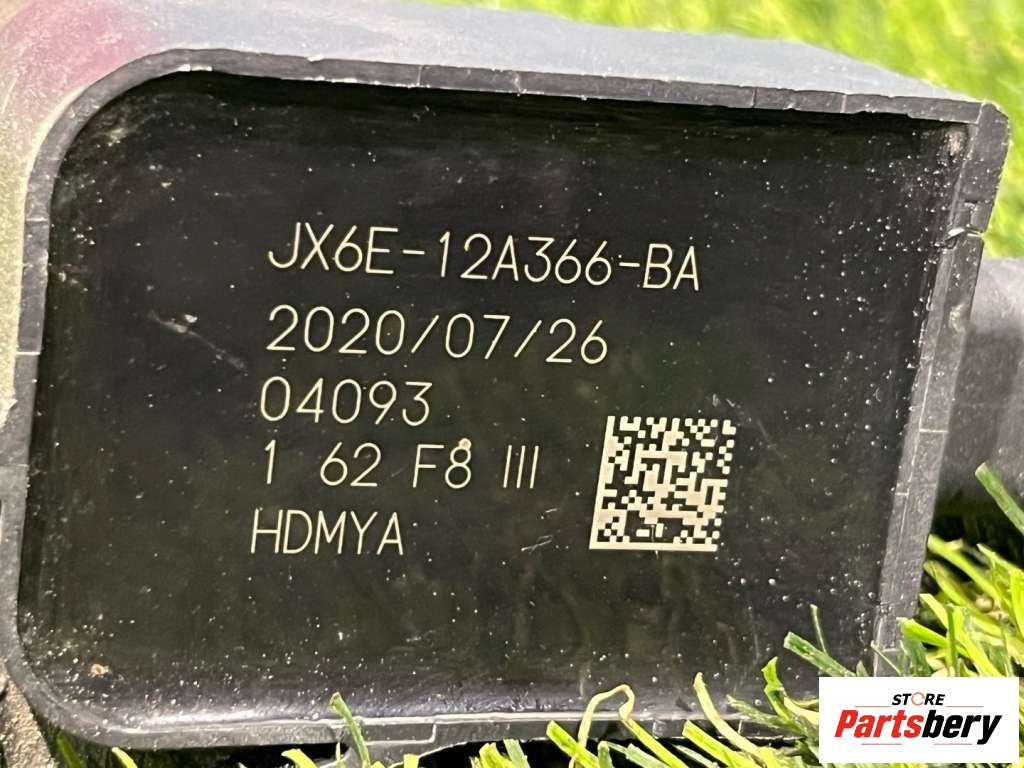 JX6E-12A366-BA
2020/07/26
04093
1 62 F8 III
HDMYA
STORE
Partsbery